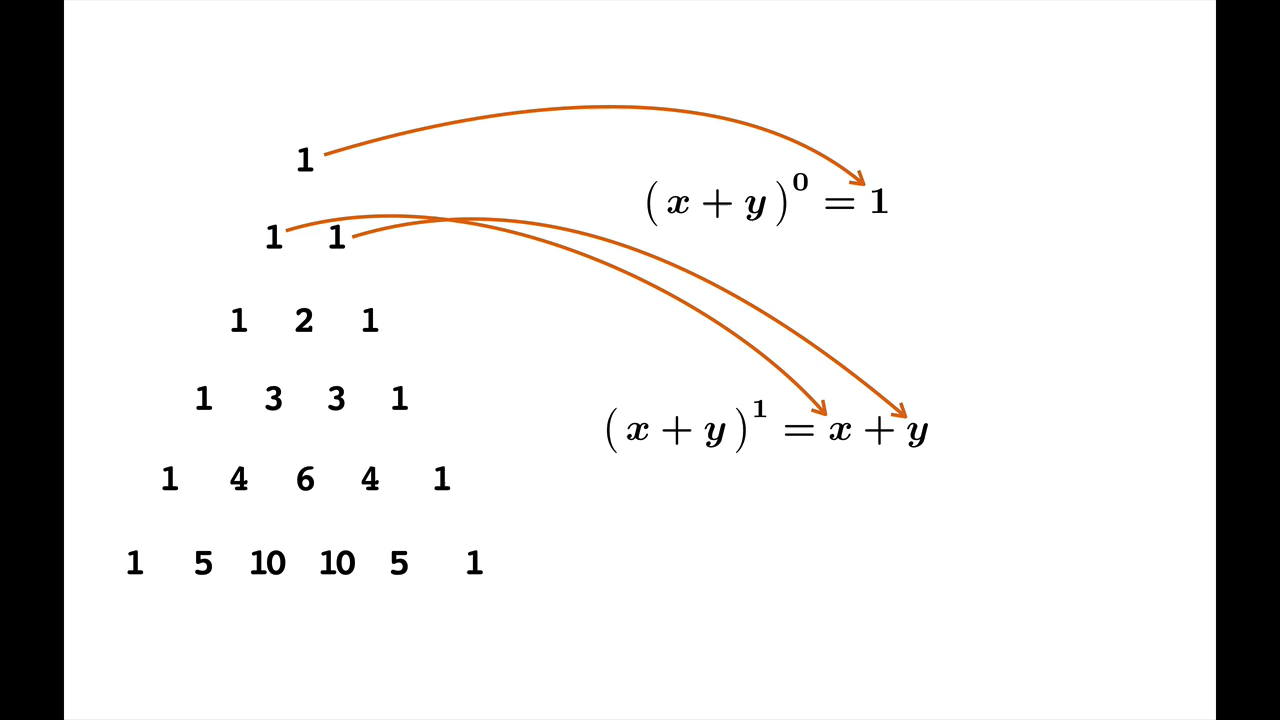 1
1 1
1 2 1
1 3 3 1
1 4 6 4 1
1 5 10 10 5 1
(x + y)⁰ = 1
(x + y)¹ = x + y